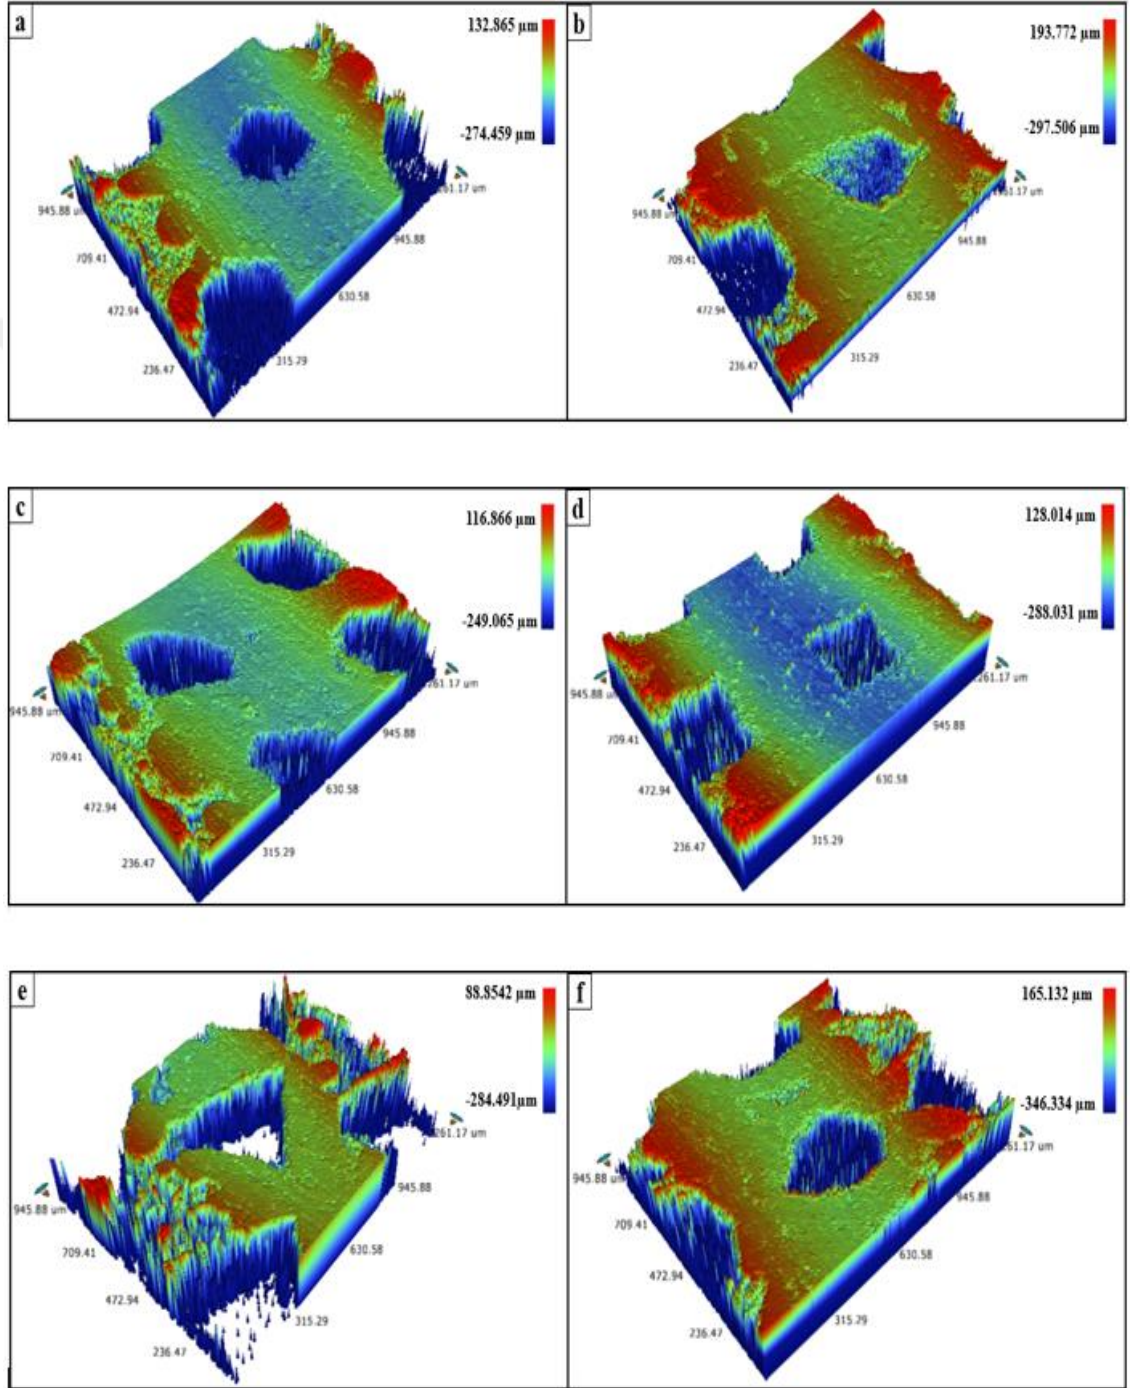 a
132.865 µm
-274.459 µm
945.88 um
709.41
472.94
236.47
315.29
630.58
945.88
61.17 um
b
193.772 µm
-297.506 µm
945.88 um
709.41
472.94
236.47
315.29
630.58
945.88
61.17 um
c
116.866 µm
-249.065 µm
945.88 um
709.41
472.94
236.47
315.29
630.58
945.88
261.17 um
d
128.014 µm
-288.031 µm
945.88 um
709.41
472.94
236.47
315.29
630.58
945.88
261.17 um
e
88.8542 µm
-284.491µm
945.88 um
709.41
472.94
236.47
315.29
630.58
945.88
261.17 um
f
165.132 µm
-346.334 µm
945.88 um
709.41
472.94
236.47
315.29
630.58
945.88
61.17 um